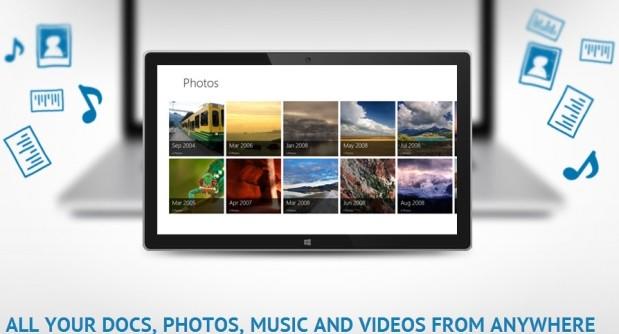 Photos
Sep 2004
Mar 2006
Jan 2008
May 2008
Jul 2008
Mar 2005
Apr 2007
Mar 2008
Jun 2008
Aug 2008
ALL YOUR DOCS, PHOTOS, MUSIC AND VIDEOS FROM ANYWHERE